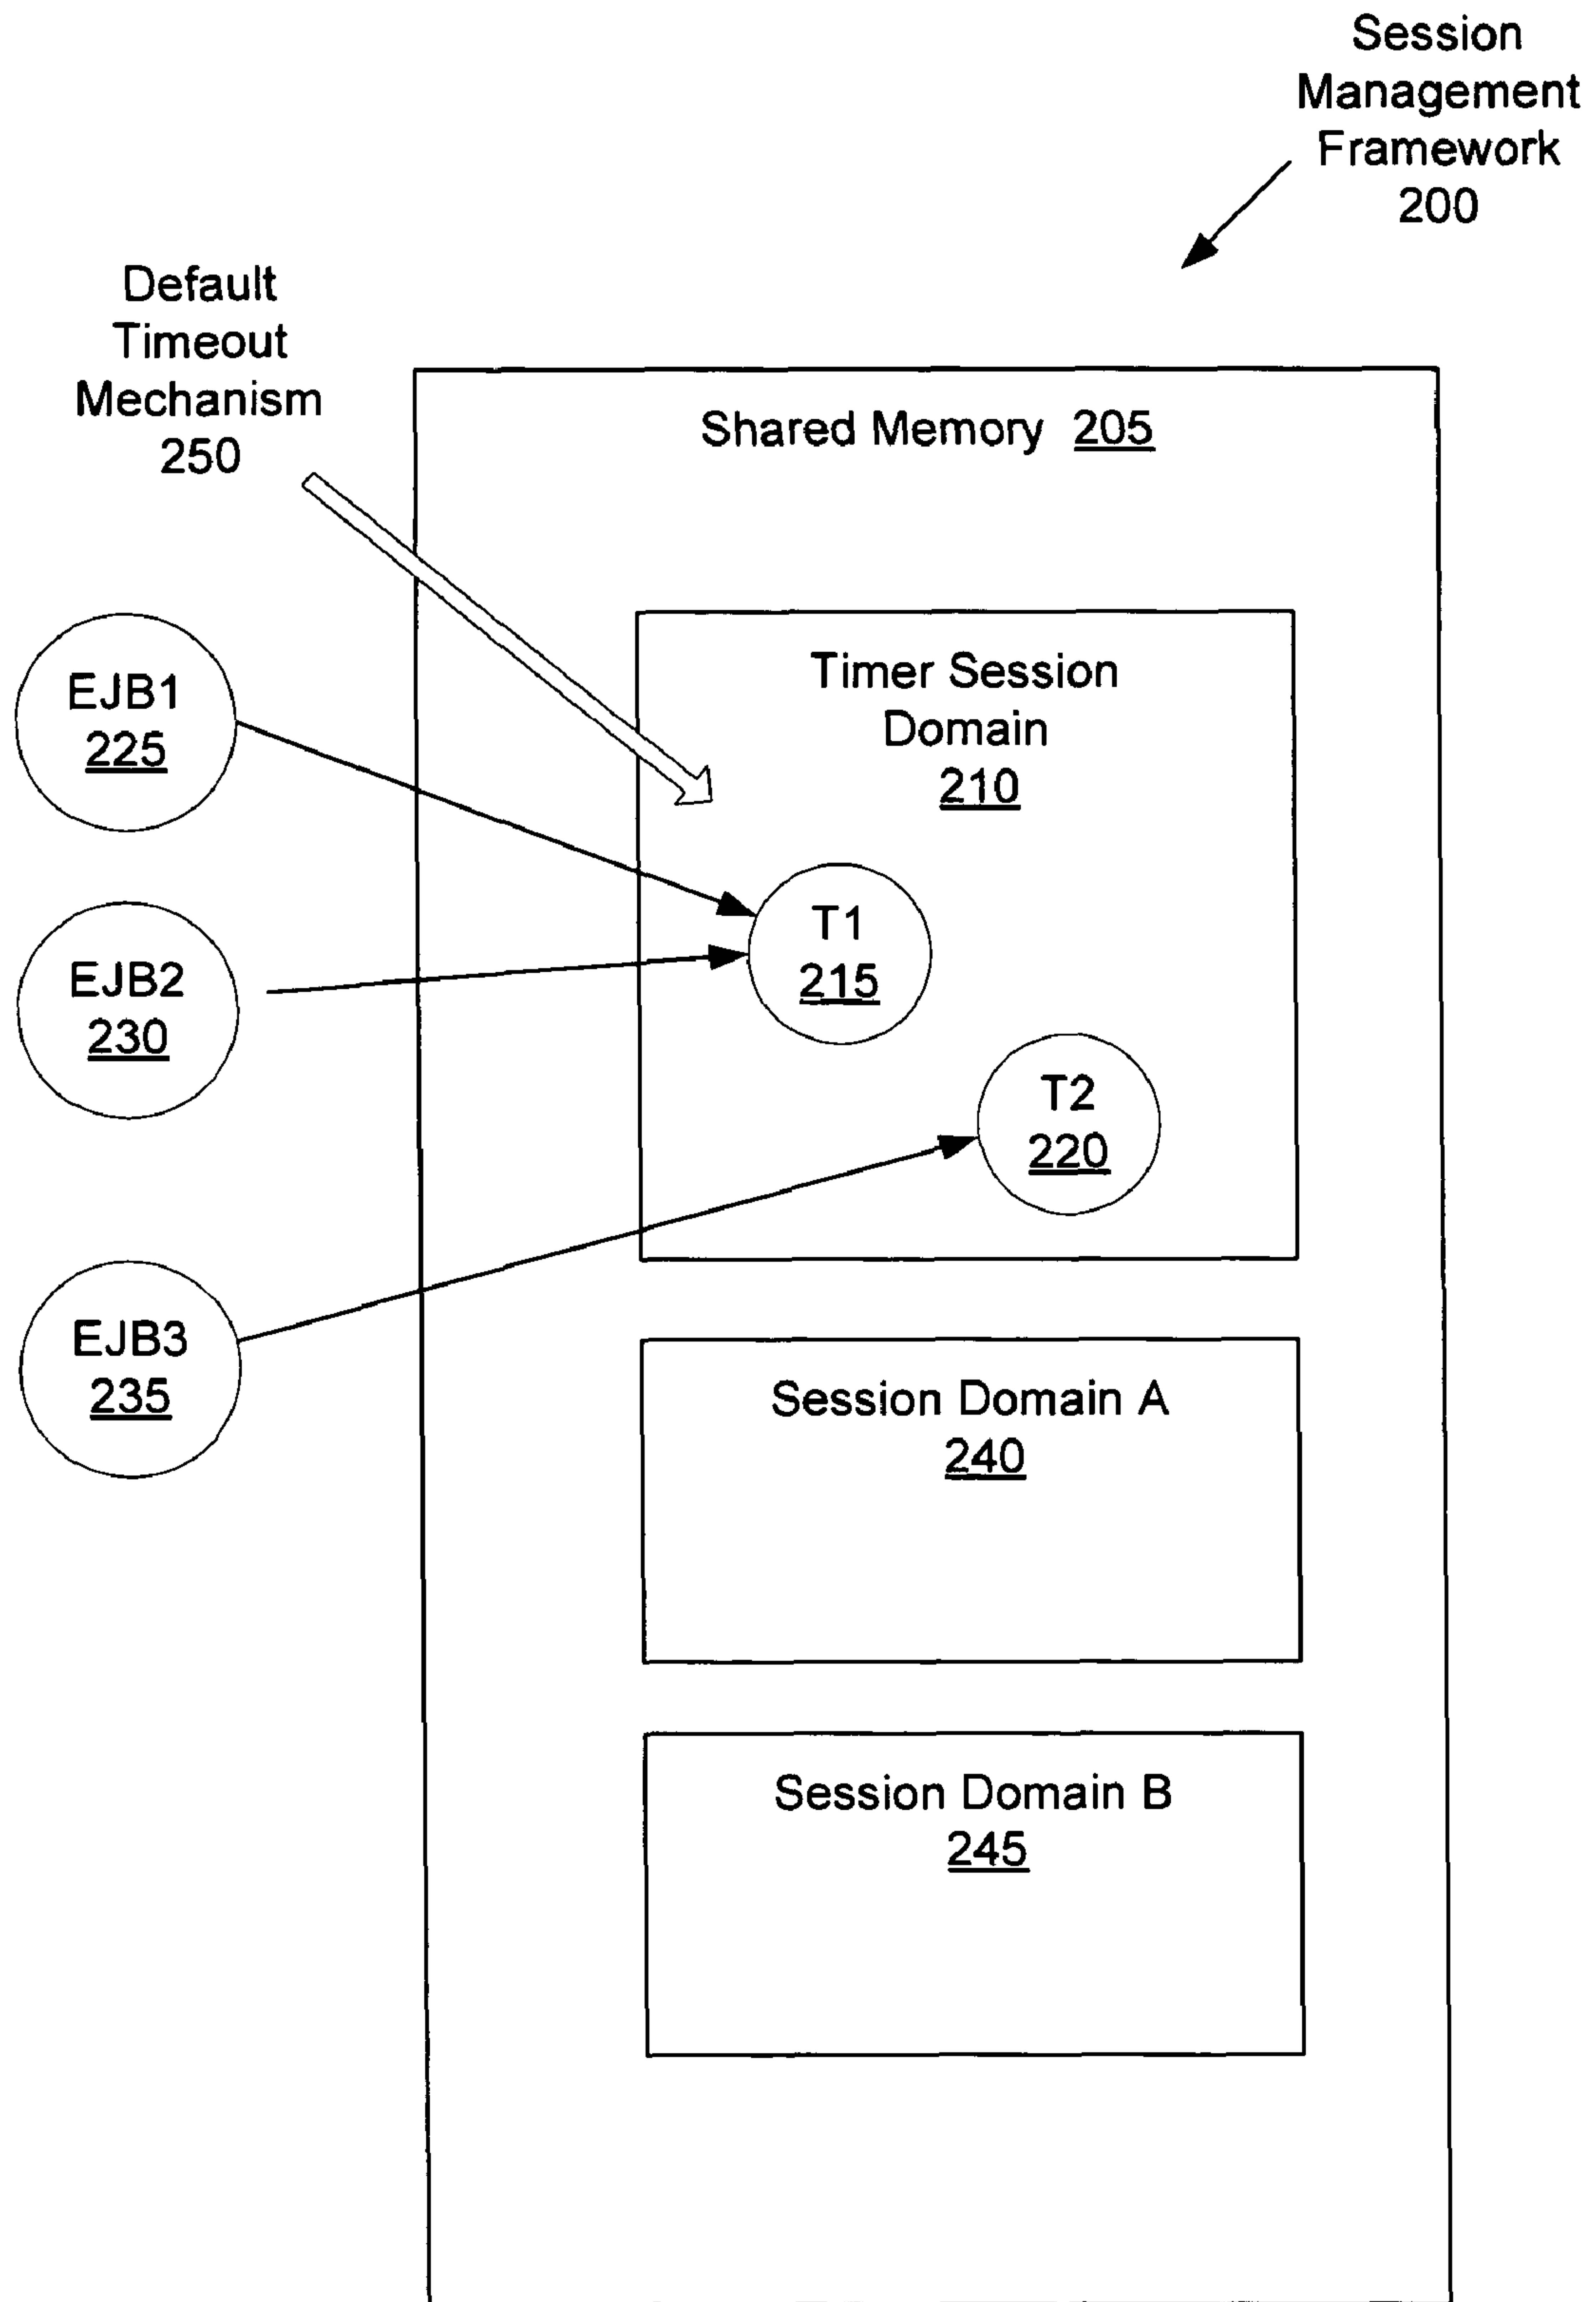 Session
Management
Framework
200
Default
Timeout
Mechanism
250
Shared Memory 205
Timer Session
Domain
210
EJB1
225
T1
215
EJB2
230
T2
220
EJB3
235
Session Domain A
240
Session Domain B
245